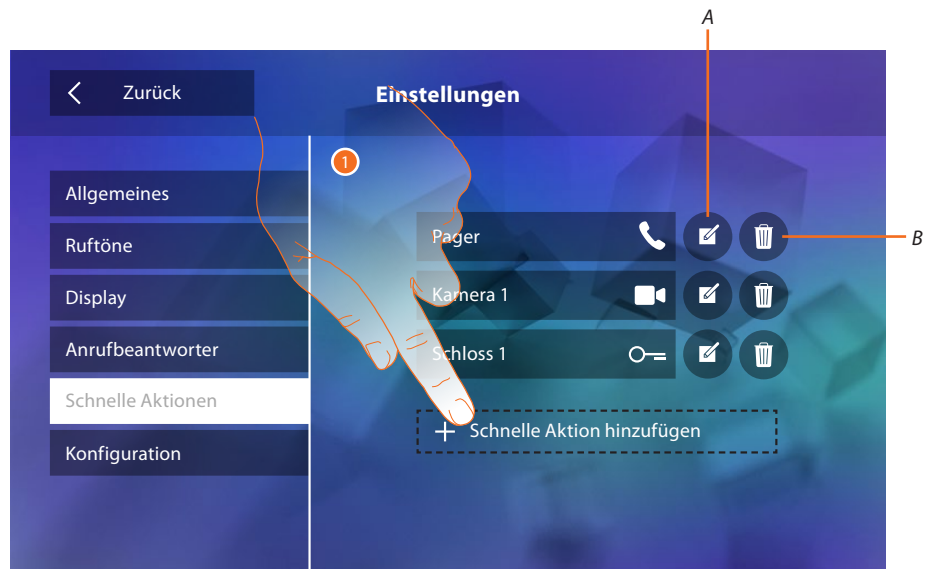 A
Zurück
Einstellungen
1
Allgemeines
Ruftöne
Display
Anrufbeantworter
Schnelle Aktionen
Konfiguration
Pager
B
Kamera 1
Schloss 1
+ Schnelle Aktion hinzufügen